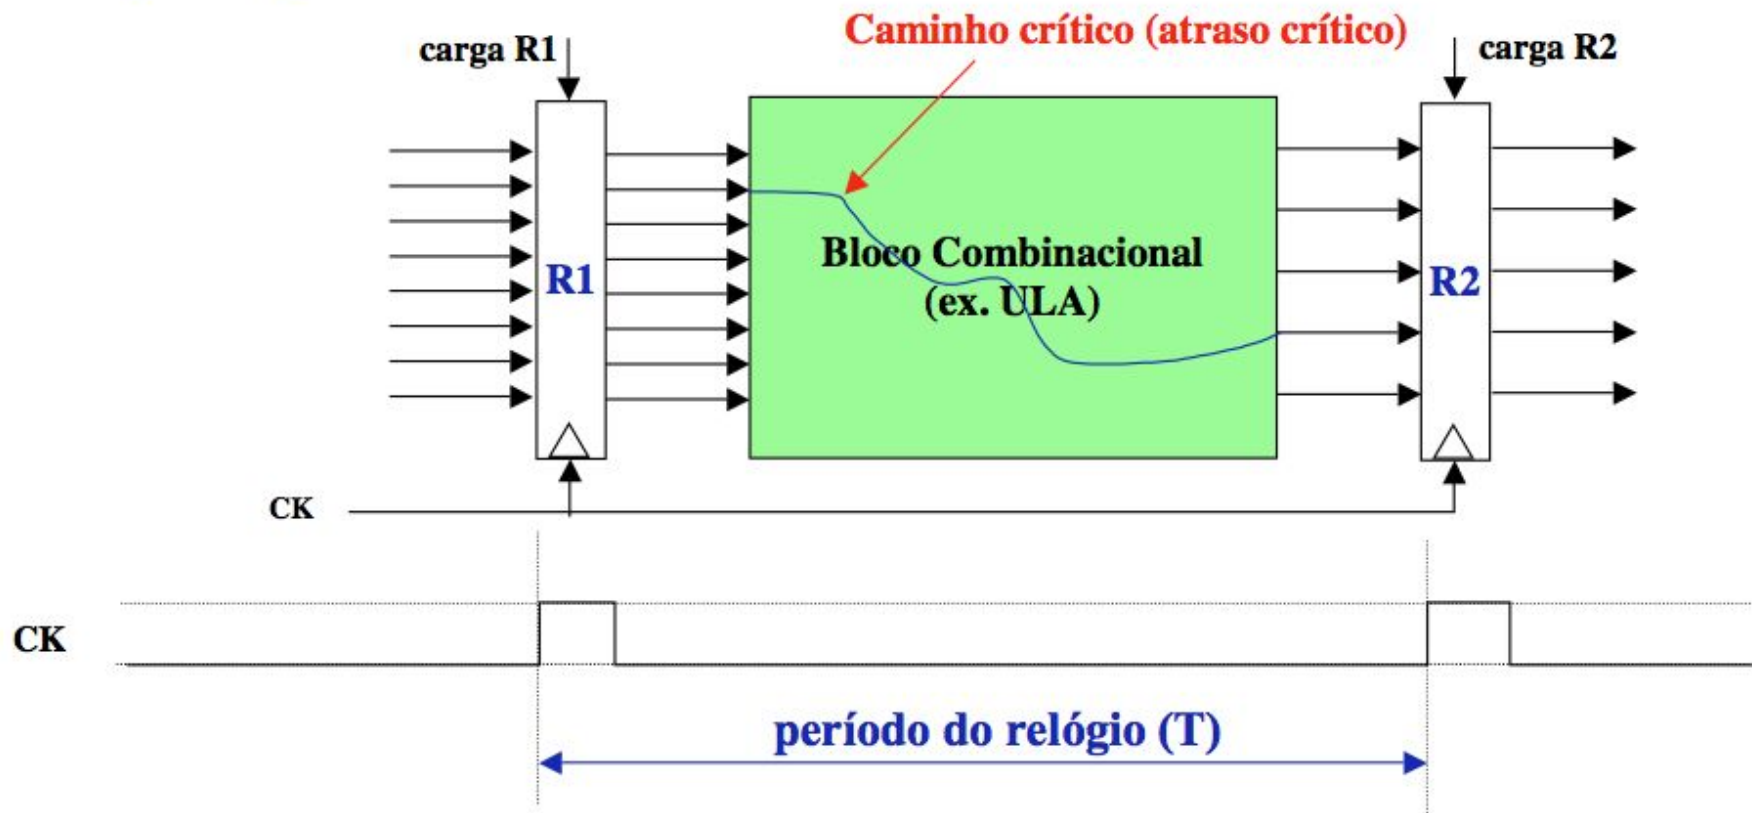 Caminho crítico (atraso crítico)
carga R1
carga R2
R1
Bloco Combinacional
(ex. ULA)
R2
CK
CK
período do relógio (T)